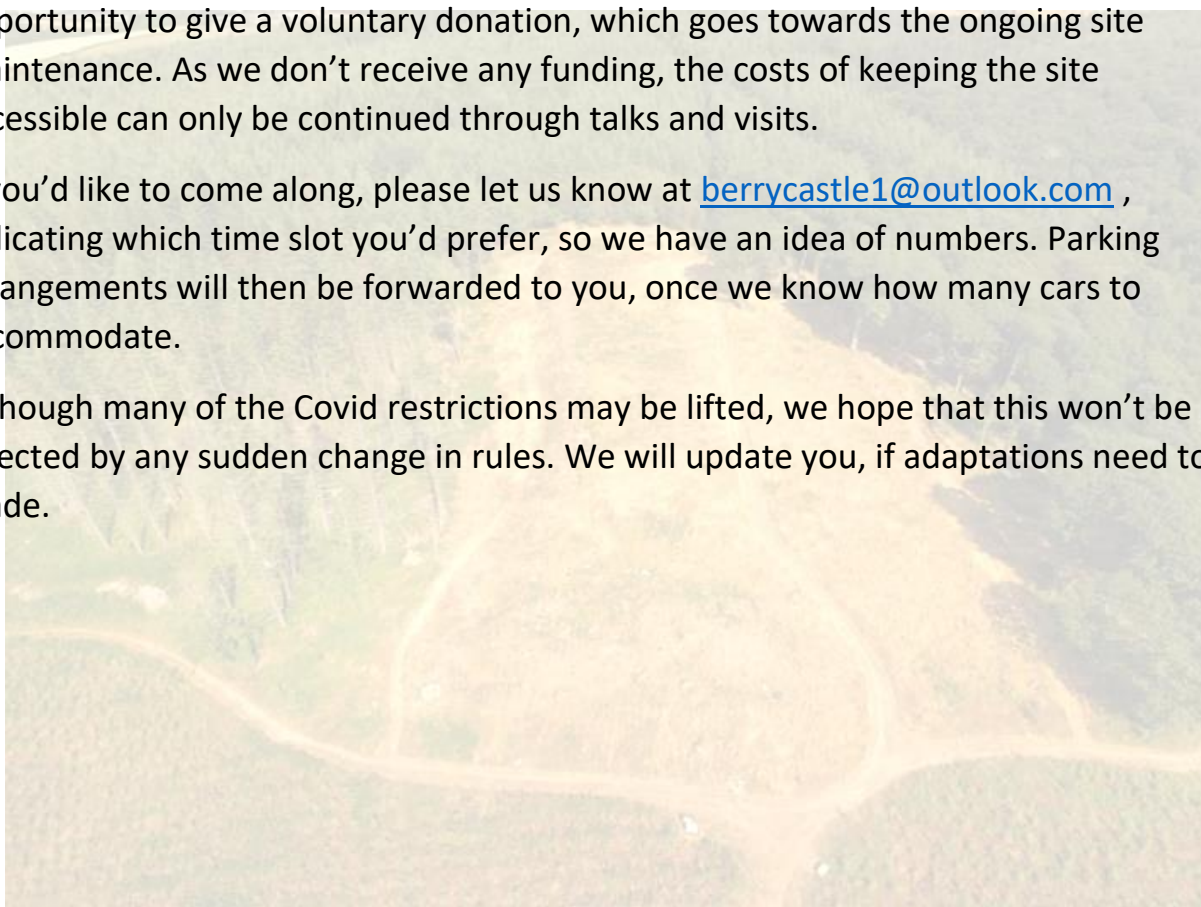 portunity to give a voluntary donation, which goes towards the ongoing site
intenance. As we don’t receive any funding, the costs of keeping the site
cessible can only be continued through talks and visits.
you’d like to come along, please let us know at berrycastle1@outlook.com ,
licating which time slot you’d prefer, so we have an idea of numbers. Parking
angements will then be forwarded to you, once we know how many cars to
commodate.
hough many of the Covid restrictions may be lifted, we hope that this won’t be
ected by any sudden change in rules. We will update you, if adaptations need to
de.